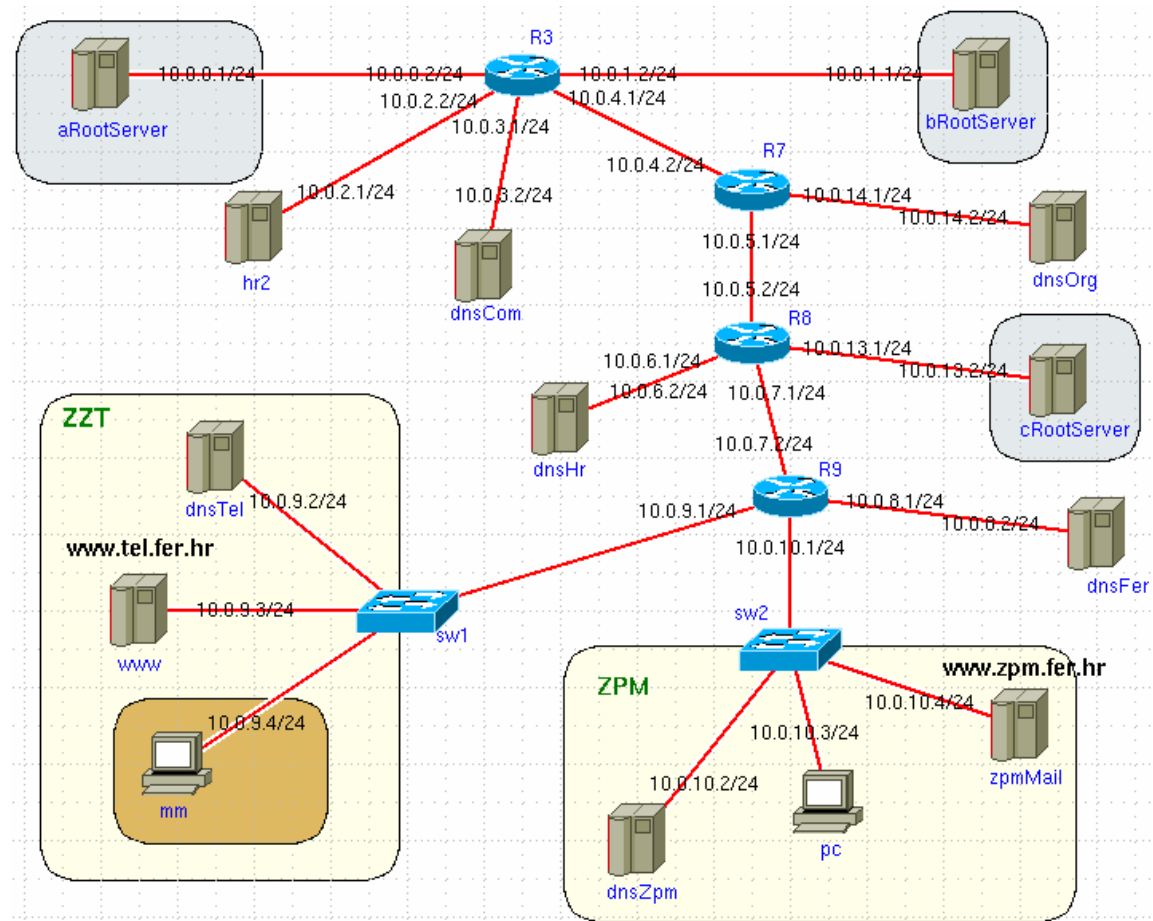 R3
10.0.0.1/24
10.0.0.2/24
10.0.1.2/24
10.0.1.1/24
10.0.2.2/24
10.0.4.1/24
aRootServer
10.0.3.1/24
bRootServer
R7
10.0.4.2/24
10.0.2.1/24
10.0.3.2/24
10.0.14.1/24
10.0.14.2/24
10.0.5.1/24
hr2
dnsCom
dnsOrg
10.0.5.2/24
R8
10.0.6.1/24
10.0.13.1/24
10.0.13.2/24
10.0.6.2/24
10.0.7.1/24
ZZT
dnsHr
cRootServer
10.0.7.2/24
R9
dnsTel
10.0.9.2/24
10.0.9.1/24
10.0.8.1/24
10.0.8.2/24
www.tel.fer.hr
10.0.10.1/24
dnsFer
10.0.9.3/24
sw2
sw1
www
www.zpm.fer.hr
ZPM
10.0.10.4/24
10.0.9.4/24
10.0.10.3/24
10.0.10.2/24
zpmMail
mm
pc
dnsZpm